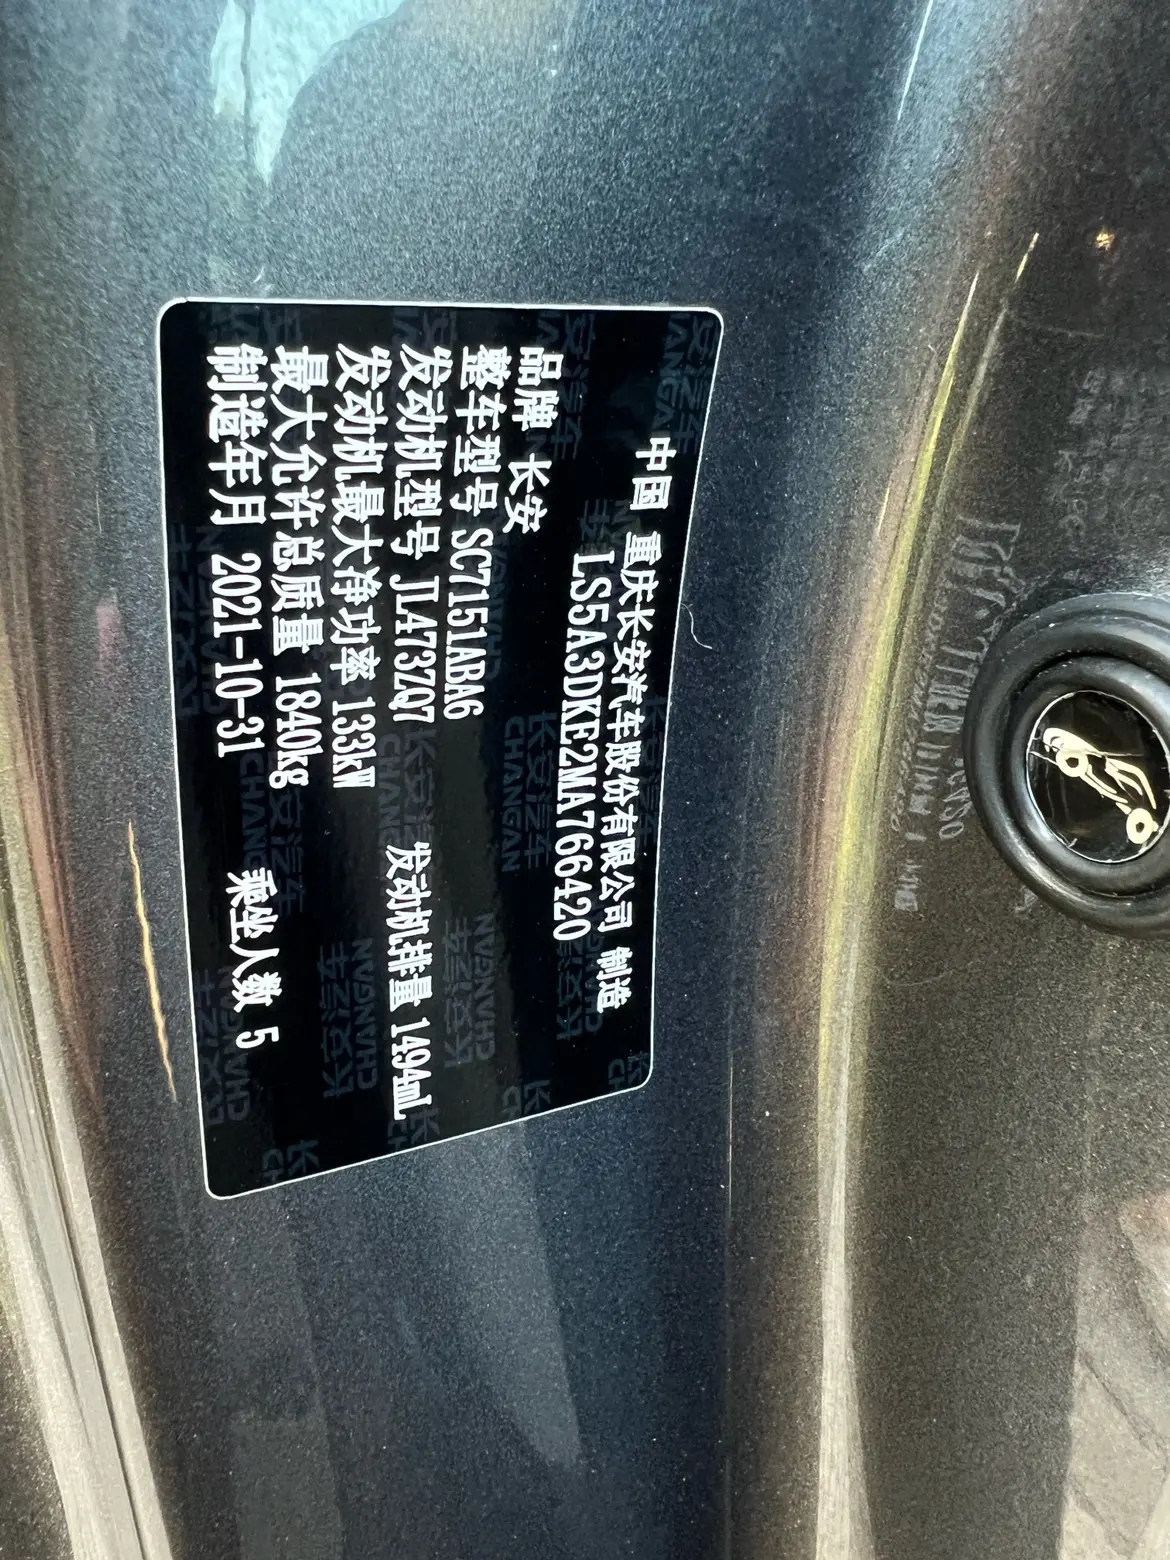 中国 重庆长安汽车股份有限公司 制造
LS5A3DKE2MA766420
品牌 长安
整车型号 SC7151ABA6
发动机型号 JL473ZQ7 发动机排量 1494mL
发动机最大净功率 133kW
最大允许总质量 1840kg
制造年月 2021-10-31 乘坐人数 5